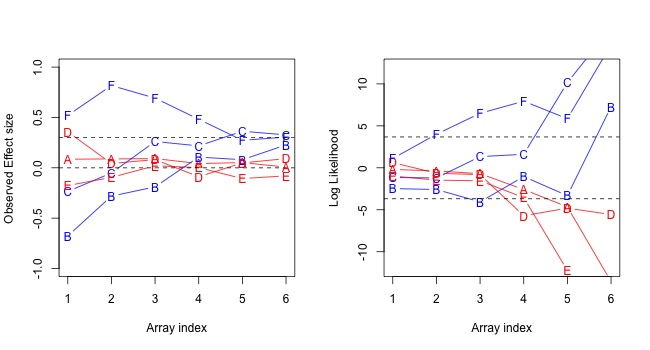 Observed Effect size
1.0
0.5
0.0
-0.5
-1.0
F F F F F F
D D D D D D
A A A A A A
E E E E E E
C C C C C C
B B B B B B
1 2 3 4 5 6
Array index
Log Likelihood
10
5
0
-5
-10
F F F F F
D D D D D D
A A A A A
E E E E E
C C C C C
B B B B B B
1 2 3 4 5 6
Array index